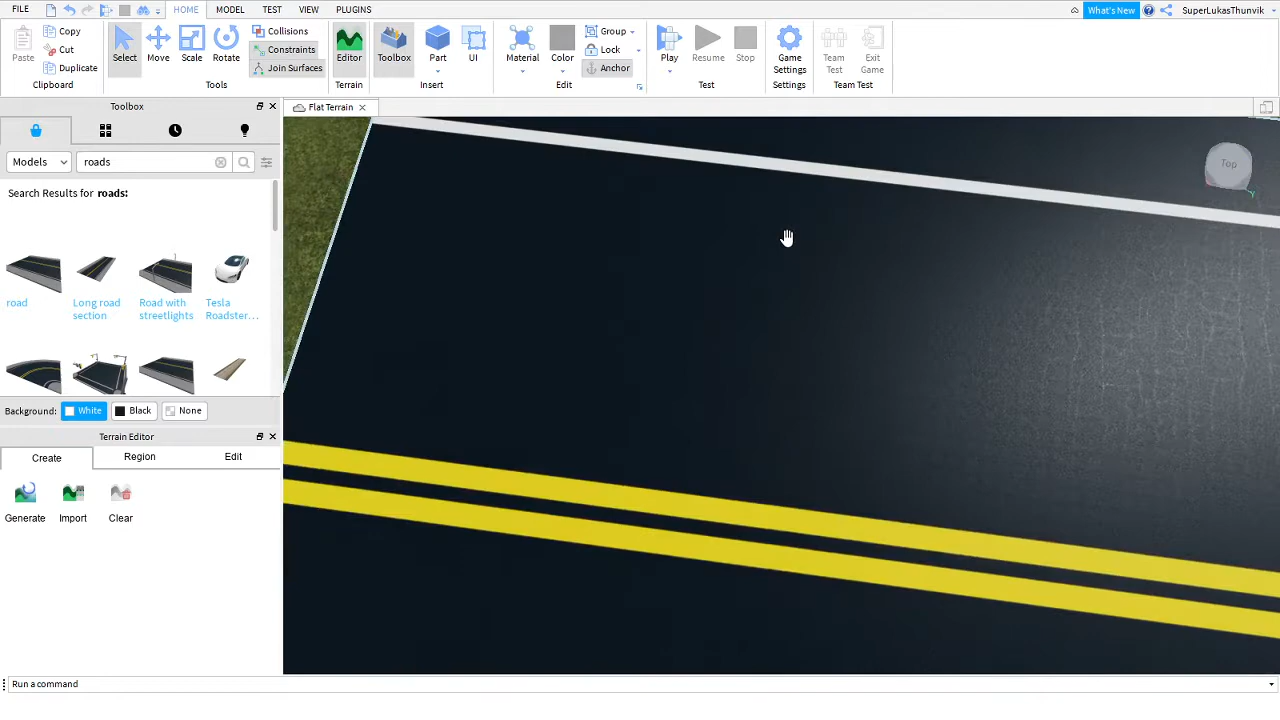 FILE HOME MODEL TEST VIEW PLUGINS What's New SuperLukasThunvik
Paste Copy Cut Duplicate Clipboard
Select Move Scale Rotate Collisions Constraints Join Surfaces Tools
Editor Terrain
Toolbox Part UI Insert
Material Color Group Lock Anchor Edit
Play Resume Stop Test
Game Settings Settings
Team Test Exit Game Team Test
Toolbox
Flat Terrain
Models roads
Search Results for roads:
road
Long road section
Road with streetlights
Tesla Roadster...
Background: White Black None
Terrain Editor
Create Region Edit
Generate Import Clear
Top
Run a command